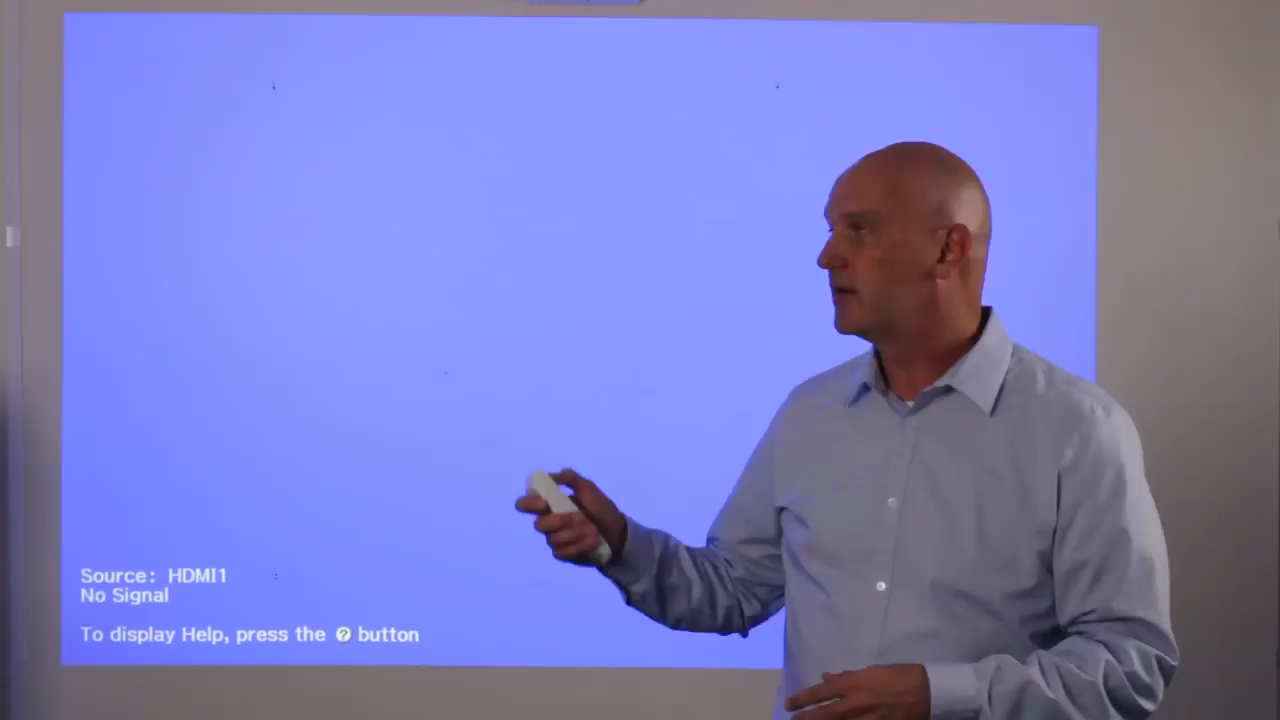 Source: HDMI1
No Signal
To display Help, press the ? button